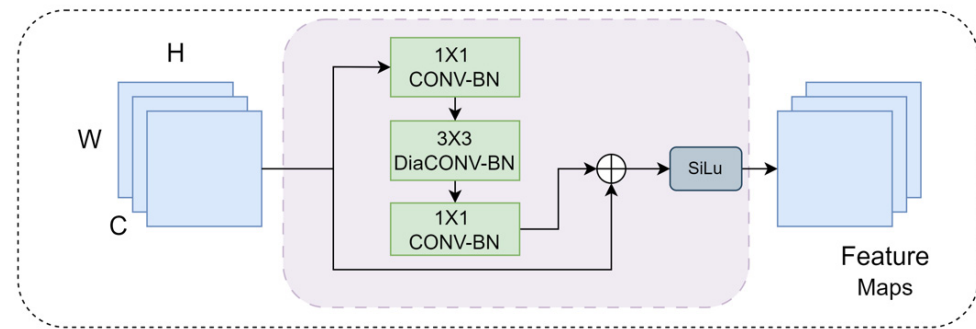 H
W
C
1X1
CONV-BN
3X3
DiaCONV-BN
1X1
CONV-BN
SiLu
Feature
Maps